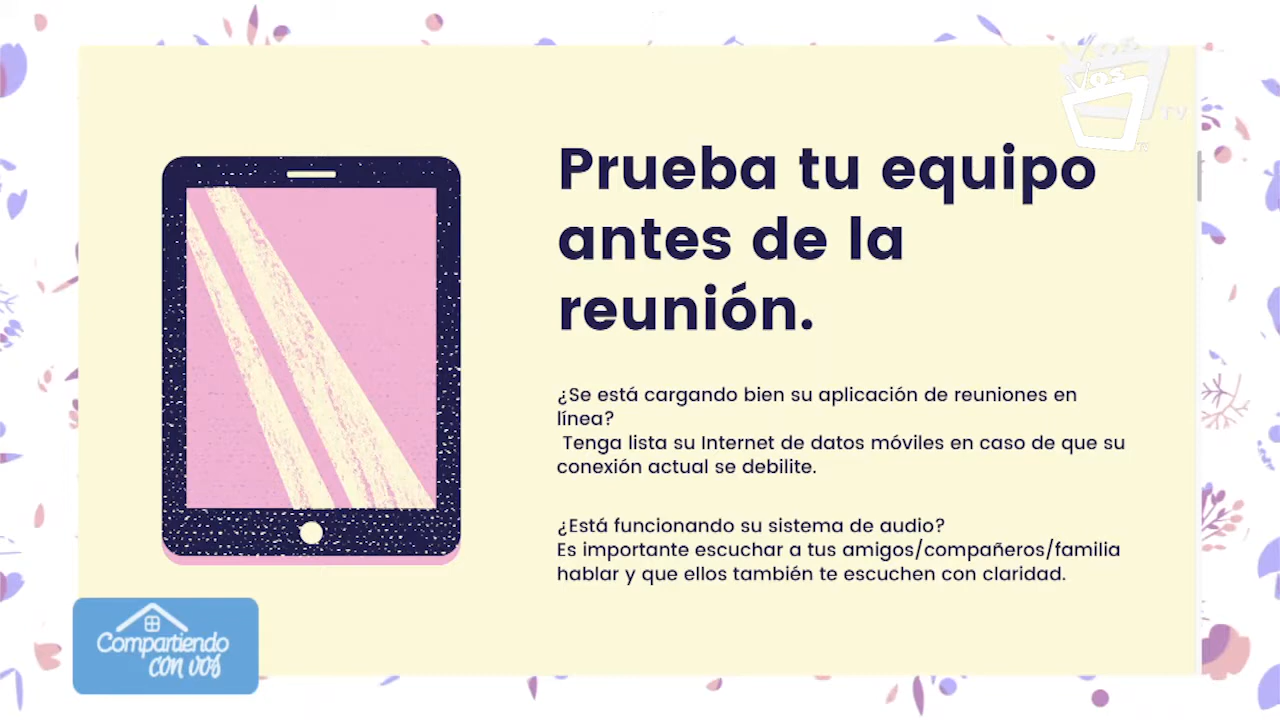 Vos
TV
Prueba tu equipo
antes de la
reunión.
¿Se está cargando bien su aplicación de reuniones en
línea?
Tenga lista su Internet de datos móviles en caso de que su
conexión actual se debilite.
¿Está funcionando su sistema de audio?
Es importante escuchar a tus amigos/compañeros/familia
hablar y que ellos también te escuchen con claridad.
Compartiendo
con vos